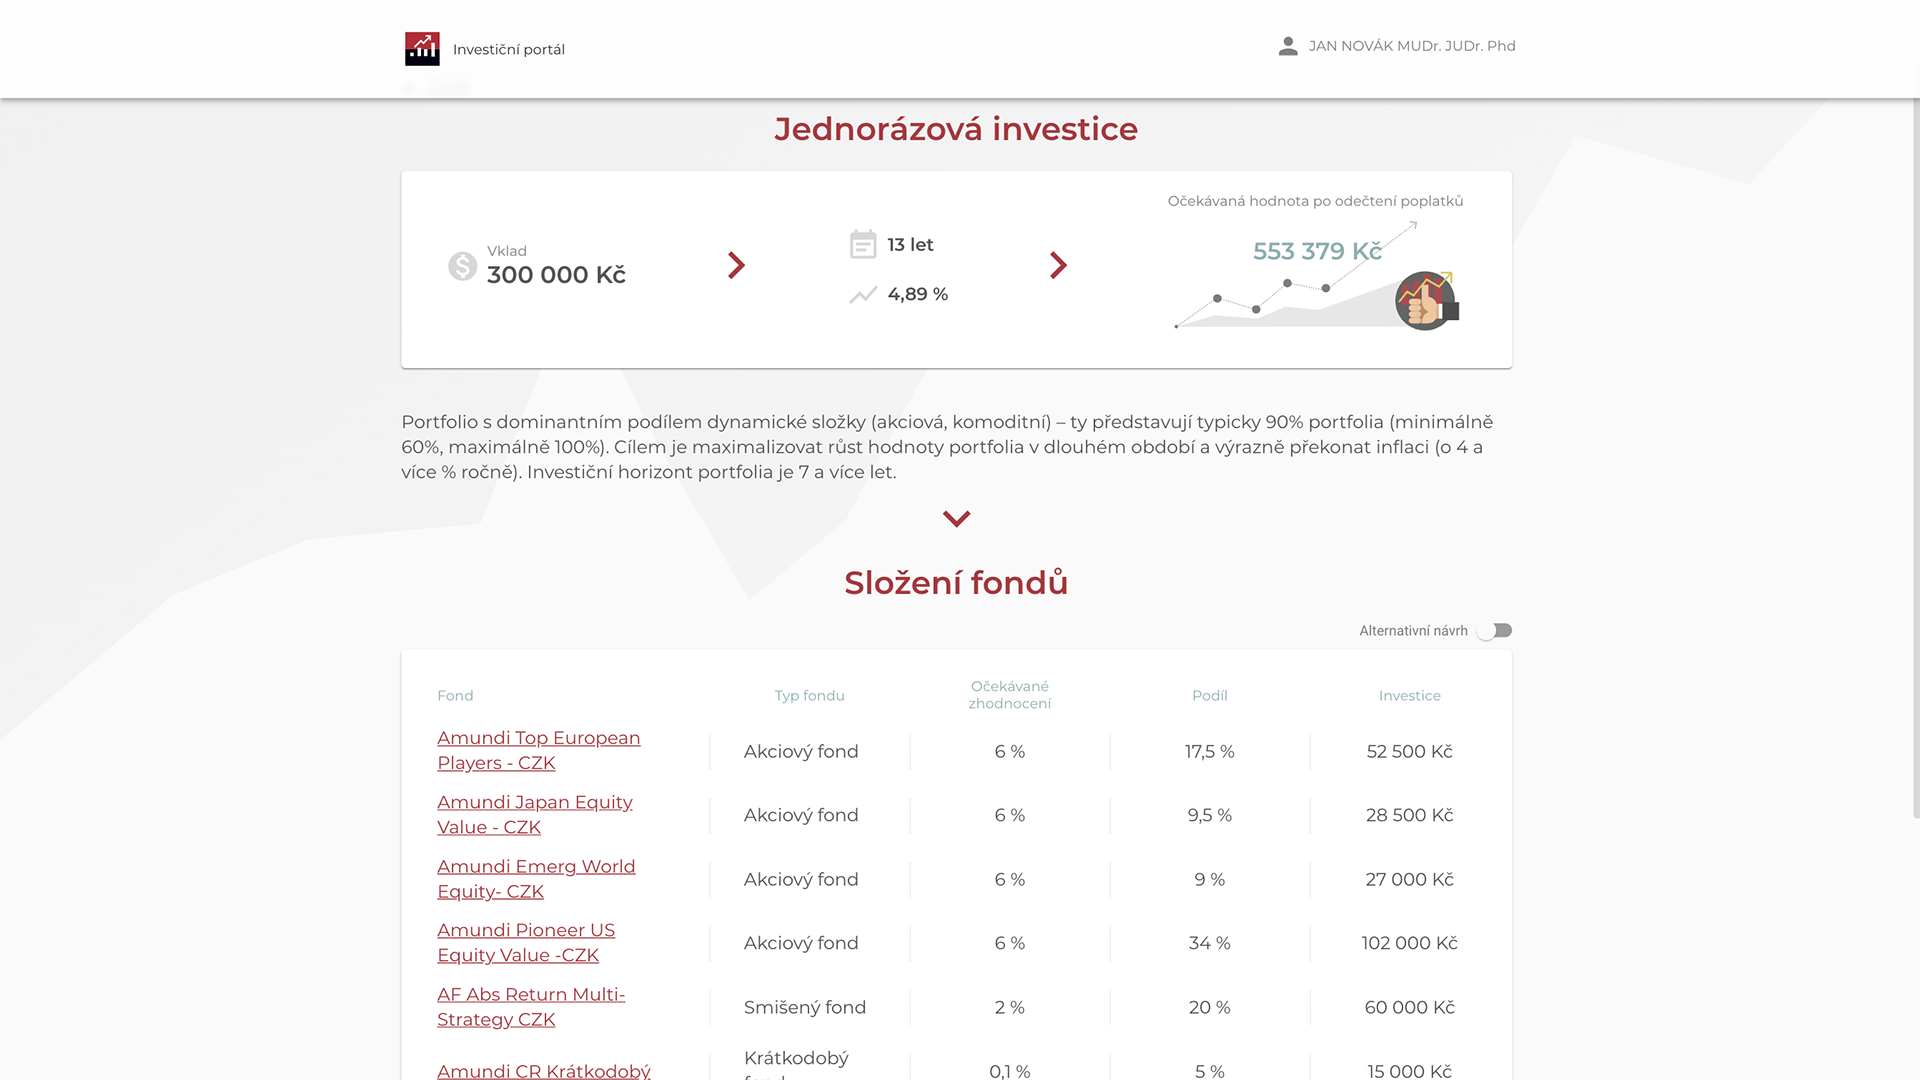 Investiční portál
JAN NOVÁK MUDr. JUDr. Phd
Jednorázová investice
Vklad
300 000 Kč
13 let
4,89 %
Očekávaná hodnota po odečtení poplatků
553 379 Kč
Portfolio s dominantním podílem dynamické složky (akciová, komoditní) – ty představují typicky 90% portfolia (minimálně
60%, maximálně 100%). Cílem je maximalizovat růst hodnoty portfolia v dlouhém období a výrazně překonat inflaci (o 4 a
více % ročně). Investiční horizont portfolia je 7 a více let.
Složení fondů
Alternativní návrh
Fond
Typ fondu
Očekávané
zhodnocení
Podíl
Investice
Amundi Top European
Players - CZK
Akciový fond
6 %
17,5 %
52 500 Kč
Amundi Japan Equity
Value - CZK
Akciový fond
6 %
9,5 %
28 500 Kč
Amundi Emerg World
Equity- CZK
Akciový fond
6 %
9 %
27 000 Kč
Amundi Pioneer US
Equity Value -CZK
Akciový fond
6 %
34 %
102 000 Kč
AF Abs Return Multi-
Strategy CZK
Smišený fond
2 %
20 %
60 000 Kč
Amundi CR Krátkodobý
Krátkodobý
0,1 %
5 %
15 000 Kč